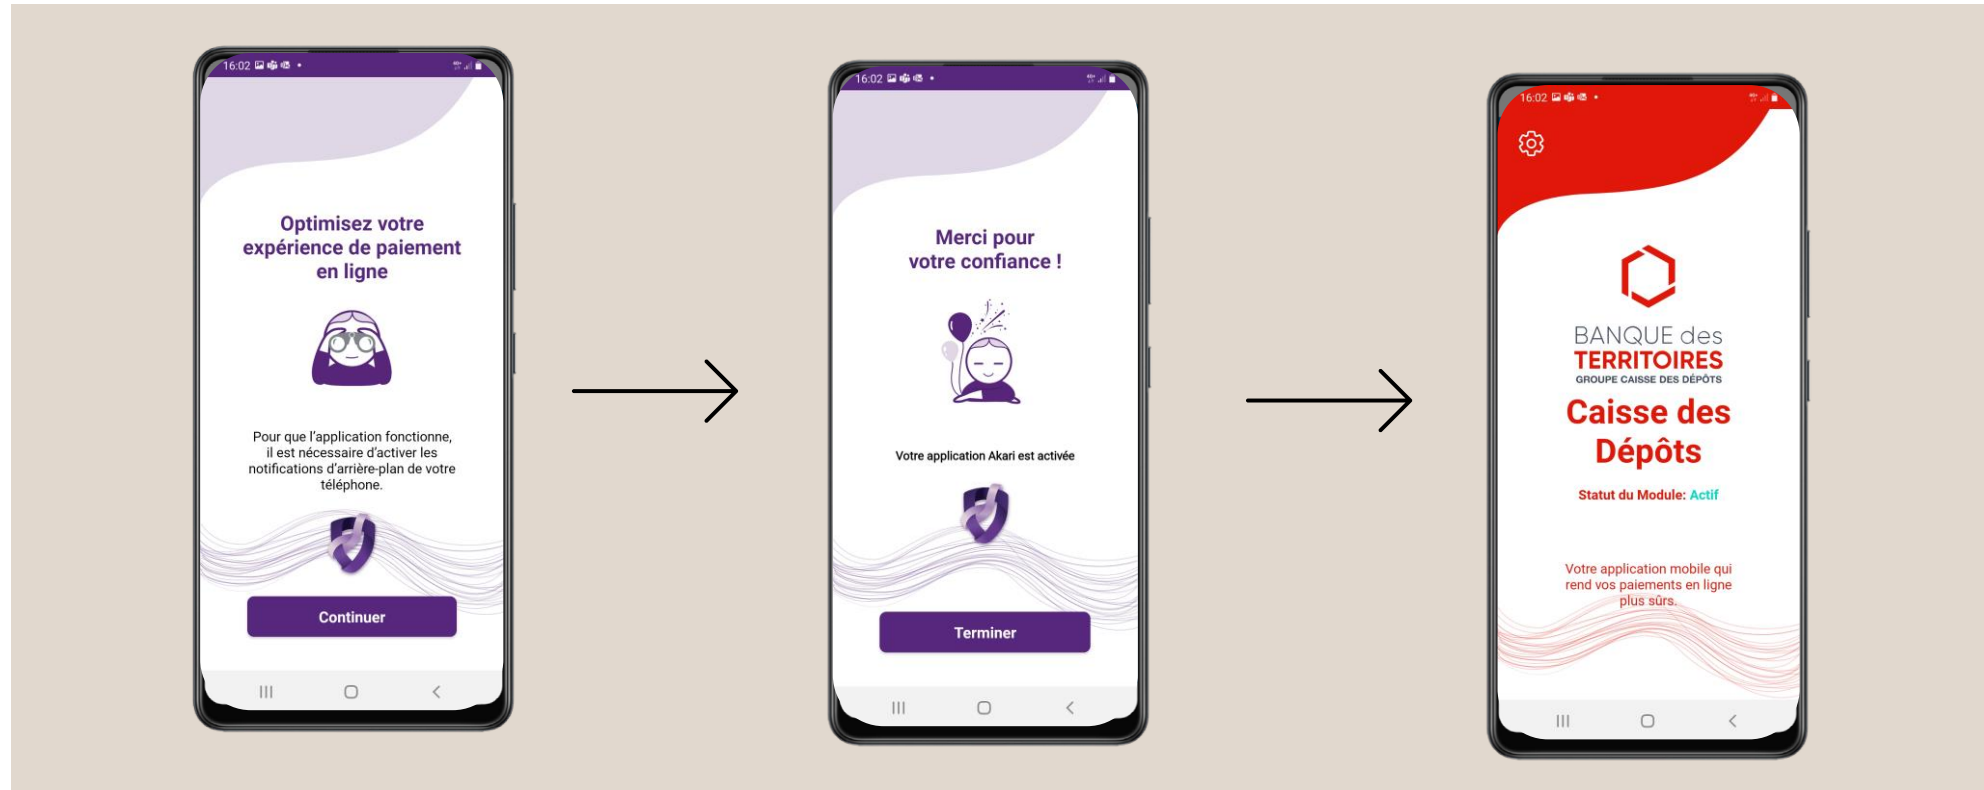 16:02
Optimisez votre
expérience de paiement
en ligne
Pour que l'application fonctionne,
il est nécessaire d'activer les
notifications d'arrière-plan de votre
téléphone.
Continuer
16:02
Merci pour
votre confiance !
Votre application Akari est activée
Terminer
16:02
BANQUE des
TERRITOIRES
GROUPE CAISSE DES DÉPÔTS
Caisse des
Dépôts
Statut du Module: Actif
Votre application mobile qui
rend vos paiements en ligne
plus sûrs.